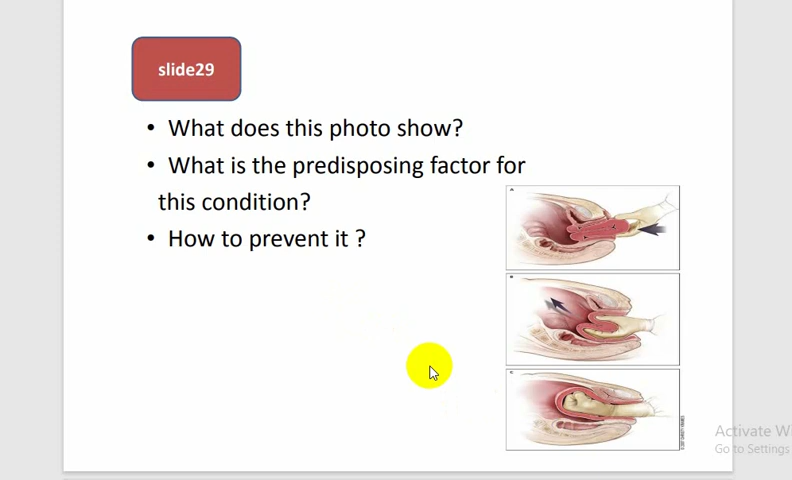 slide29
• What does this photo show?
• What is the predisposing factor for
this condition?
• How to prevent it ?
A
B
C
Activate Wi
Go to Settings